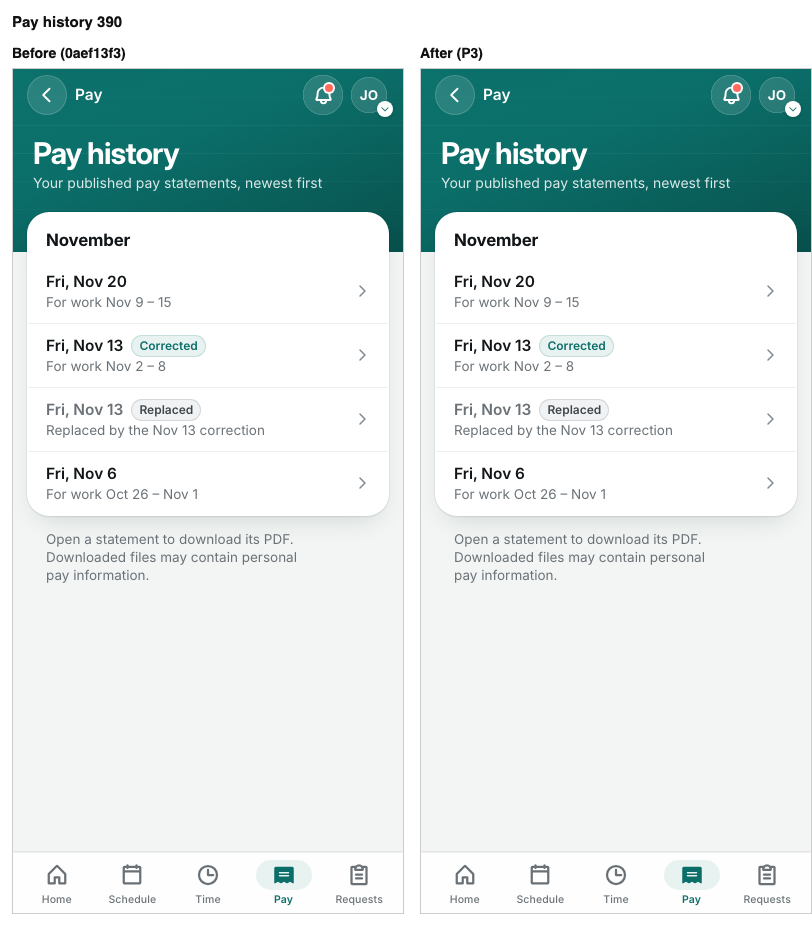 Pay history 390
Before (0aef13f3)
Pay
JO
Pay history
Your published pay statements, newest first
November
Fri, Nov 20
For work Nov 9 – 15
Fri, Nov 13 Corrected
For work Nov 2 – 8
Fri, Nov 13 Replaced
Replaced by the Nov 13 correction
Fri, Nov 6
For work Oct 26 – Nov 1
Open a statement to download its PDF.
Downloaded files may contain personal
pay information.
Home Schedule Time Pay Requests
After (P3)
Pay
JO
Pay history
Your published pay statements, newest first
November
Fri, Nov 20
For work Nov 9 – 15
Fri, Nov 13 Corrected
For work Nov 2 – 8
Fri, Nov 13 Replaced
Replaced by the Nov 13 correction
Fri, Nov 6
For work Oct 26 – Nov 1
Open a statement to download its PDF.
Downloaded files may contain personal
pay information.
Home Schedule Time Pay Requests